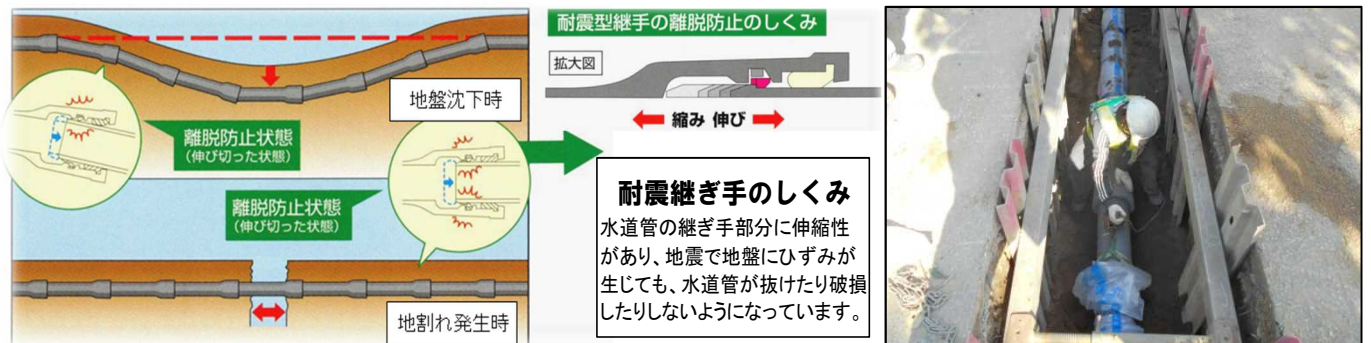 地盤沈下時
離脱防止状態
(伸び切った状態)
離脱防止状態
(伸び切った状態)
地割れ発生時
耐震型継手の離脱防止のしくみ
拡大図
縮み 伸び
耐震継ぎ手のしくみ
水道管の継ぎ手部分に伸縮性
があり、地震で地盤にひずみが
生じても、水道管が抜けたり破損
したりしないようになっています。